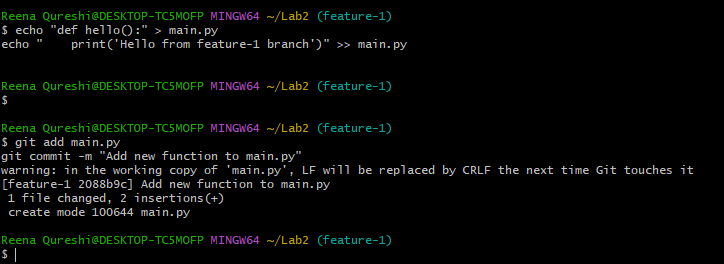 Reena Qureshi@DESKTOP-TC5MOFP MINGW64 ~/Lab2 (feature-1)
$ echo "def hello():" > main.py
echo "    print('Hello from feature-1 branch')" >> main.py
Reena Qureshi@DESKTOP-TC5MOFP MINGW64 ~/Lab2 (feature-1)
$
Reena Qureshi@DESKTOP-TC5MOFP MINGW64 ~/Lab2 (feature-1)
$ git add main.py
git commit -m "Add new function to main.py"
warning: in the working copy of 'main.py', LF will be replaced by CRLF the next time Git touches it
[feature-1 2088b9c] Add new function to main.py
 1 file changed, 2 insertions(+)
 create mode 100644 main.py
Reena Qureshi@DESKTOP-TC5MOFP MINGW64 ~/Lab2 (feature-1)
$